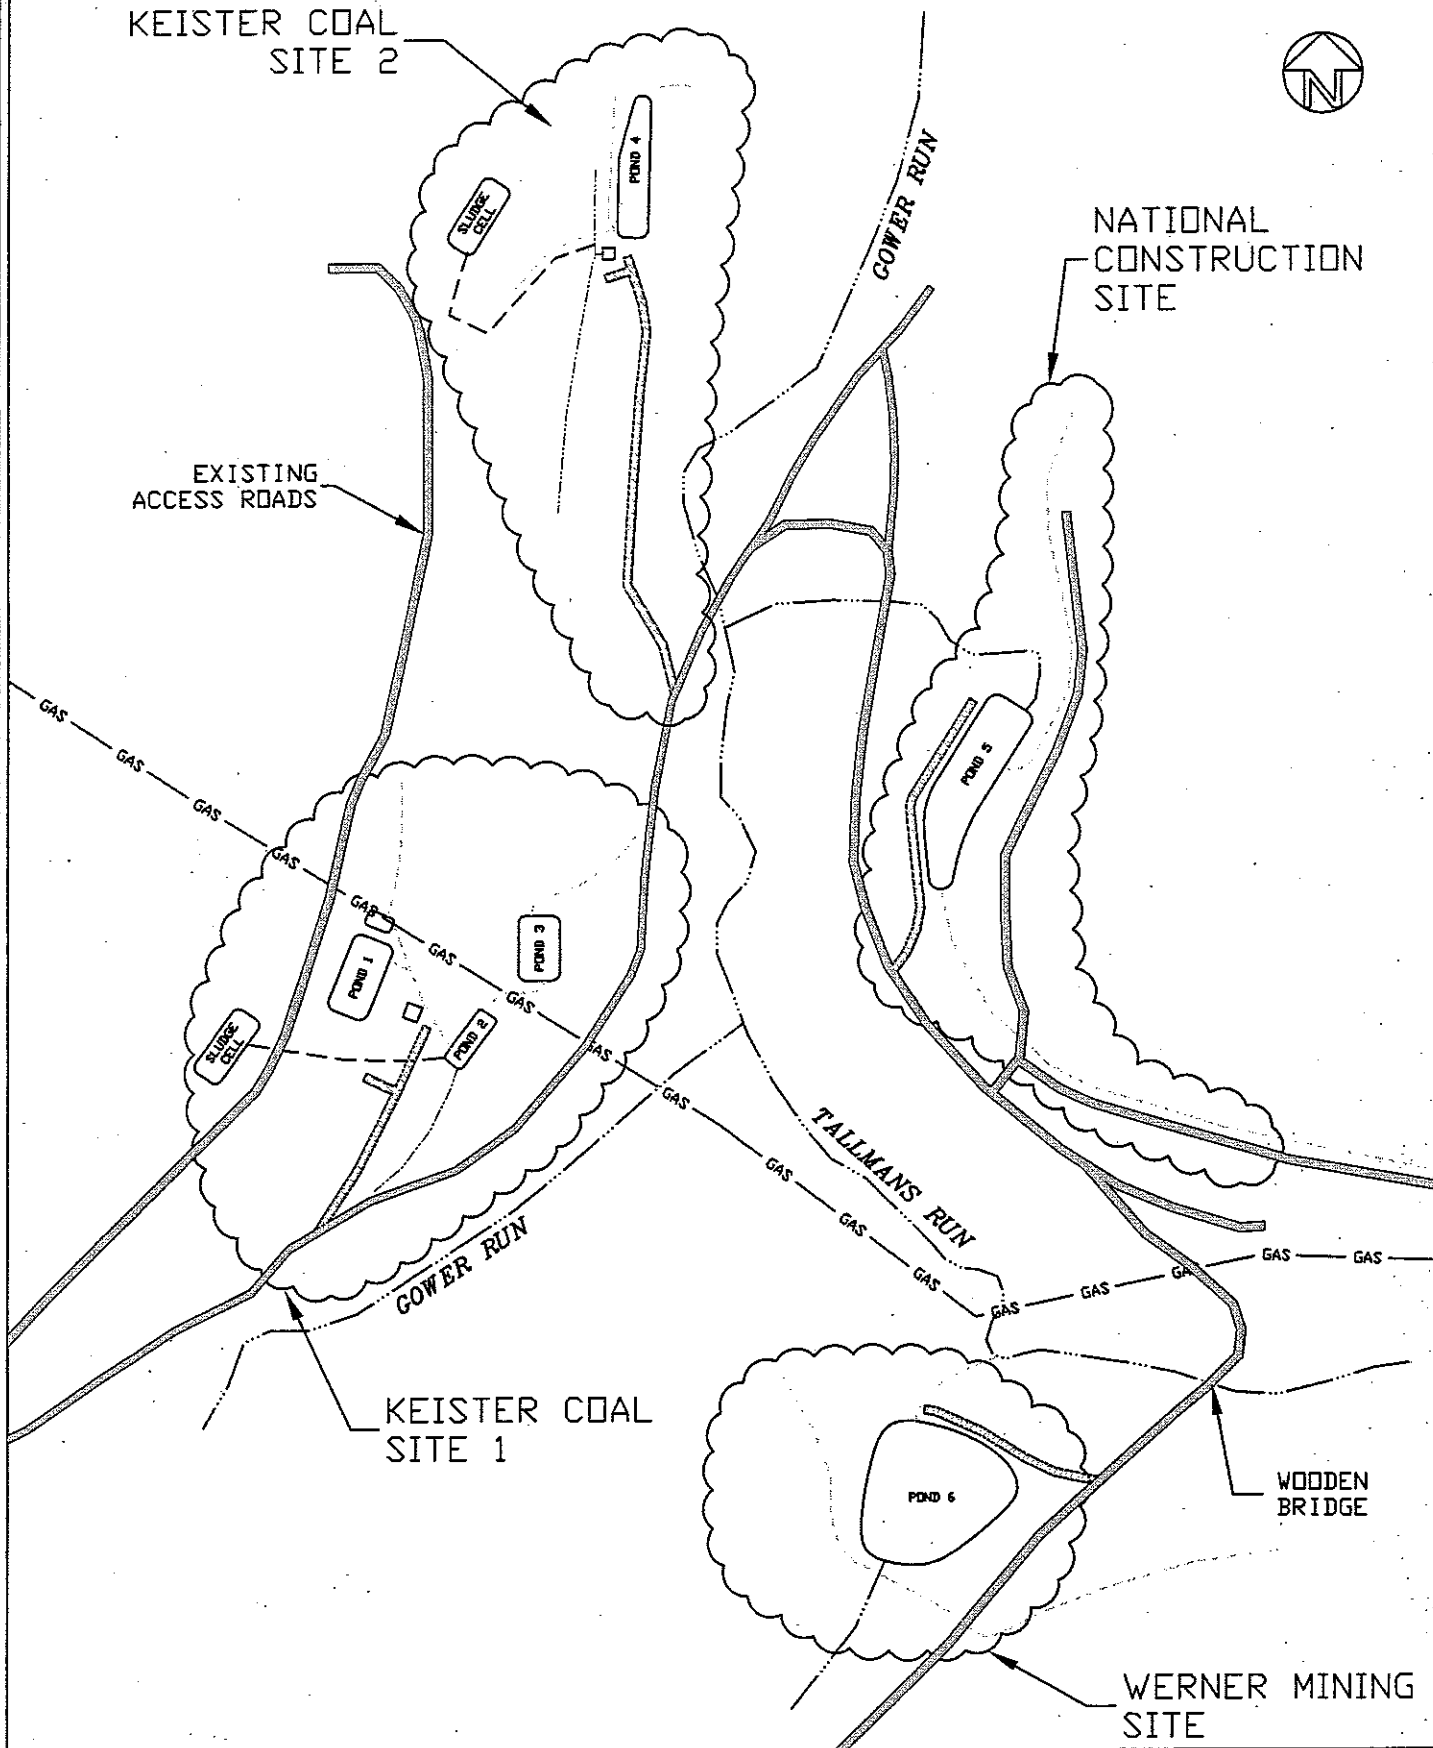 KEISTER COAL
SITE 2
N
POND 4
SLUDGE
CELL
GOWER RUN
NATIONAL
CONSTRUCTION
SITE
EXISTING
ACCESS ROADS
GAS
GAS
GAS
GAS
GAS
GAS
GAS
GAS
GAS
GAS
GAS
GAS
GAS
GAS
GA
GAS
GAS
POND 5
POND 3
POND 1
POND 2
SLUDGE
CELL
TALLMANS RUN
GOWER RUN
KEISTER COAL
SITE 1
POND 6
WOODEN
BRIDGE
WERNER MINING
SITE